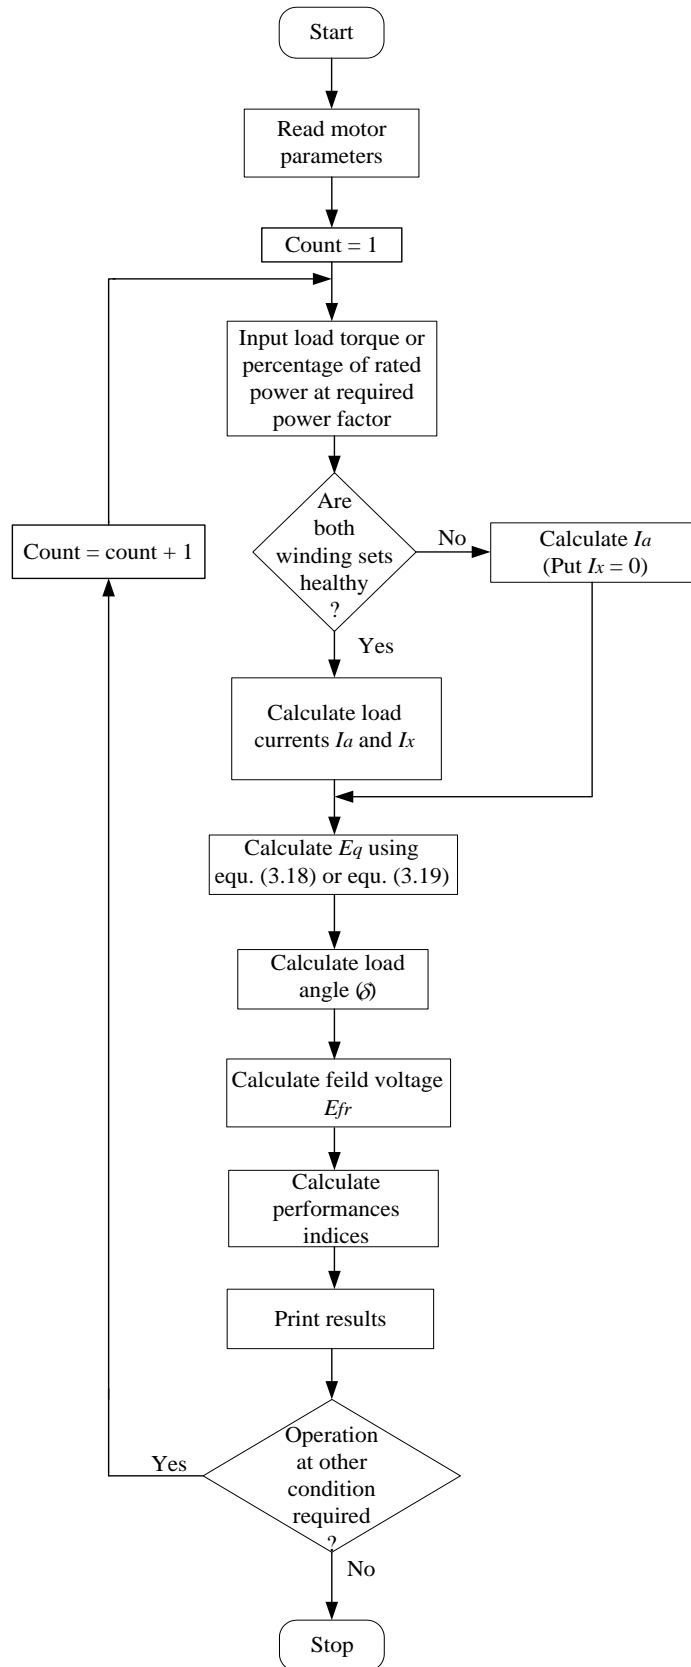 Start
Read motor
parameters
Count = 1
Input load torque or
percentage of rated
power at required
power factor
Are
both
winding sets
healthy
?
No
Calculate Ia
(Put Ix = 0)
Count = count + 1
Yes
Calculate load
currents Ia and Ix
Calculate Eq using
equ. (3.18) or equ. (3.19)
Calculate load
angle (δ)
Calculate feild voltage
Efr
Calculate
performances
indices
Print results
Operation
at other
condition
required
?
Yes
No
Stop